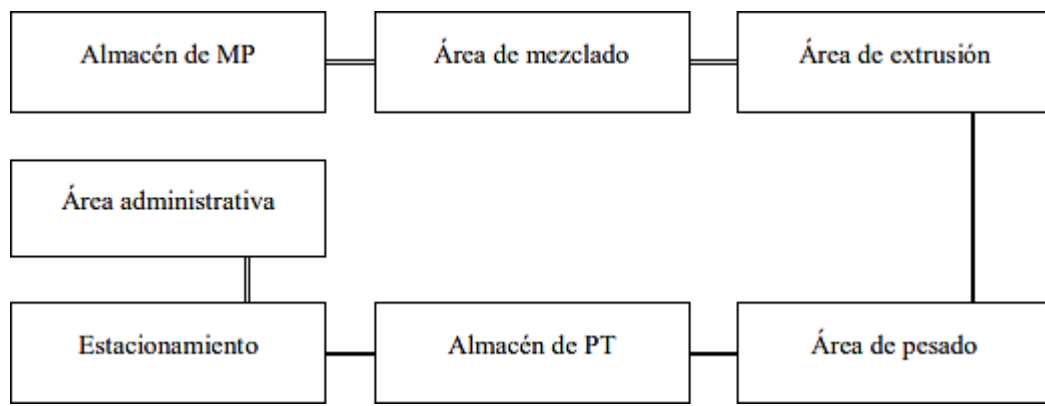 Almacén de MP
Área de mezclado
Área de extrusión
Área administrativa
Estacionamiento
Almacén de PT
Área de pesado